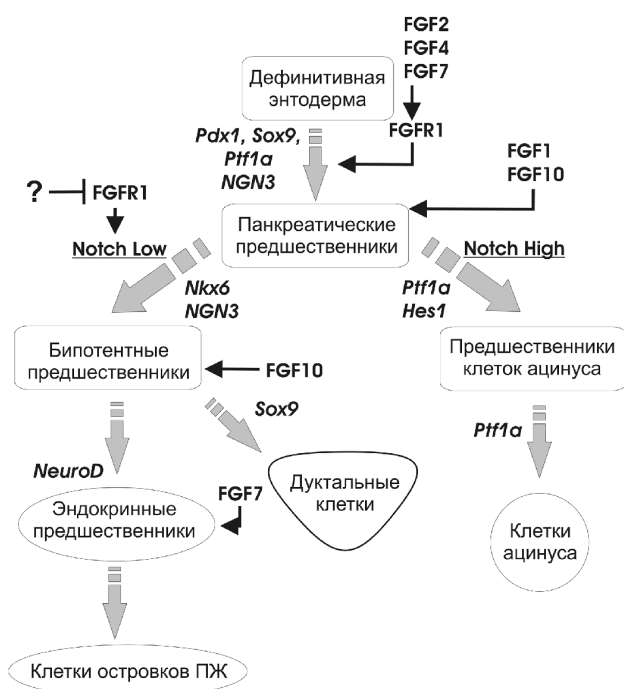 FGF2
FGF4
FGF7
Дефинитивная
энтодерма
Pdx1, Sox9,
Ptf1a
NGN3
FGFR1
FGF1
FGF10
?
FGFR1
Панкреатические
предшественники
Notch Low
Notch High
Nkx6
NGN3
Ptf1a
Hes1
Бипотентные
предшественники
FGF10
Предшественники
клеток ацинуса
Sox9
Ptf1a
NeuroD
FGF7
Дуктальные
клетки
Эндокринные
предшественники
Клетки
ацинуса
Клетки островков ПЖ